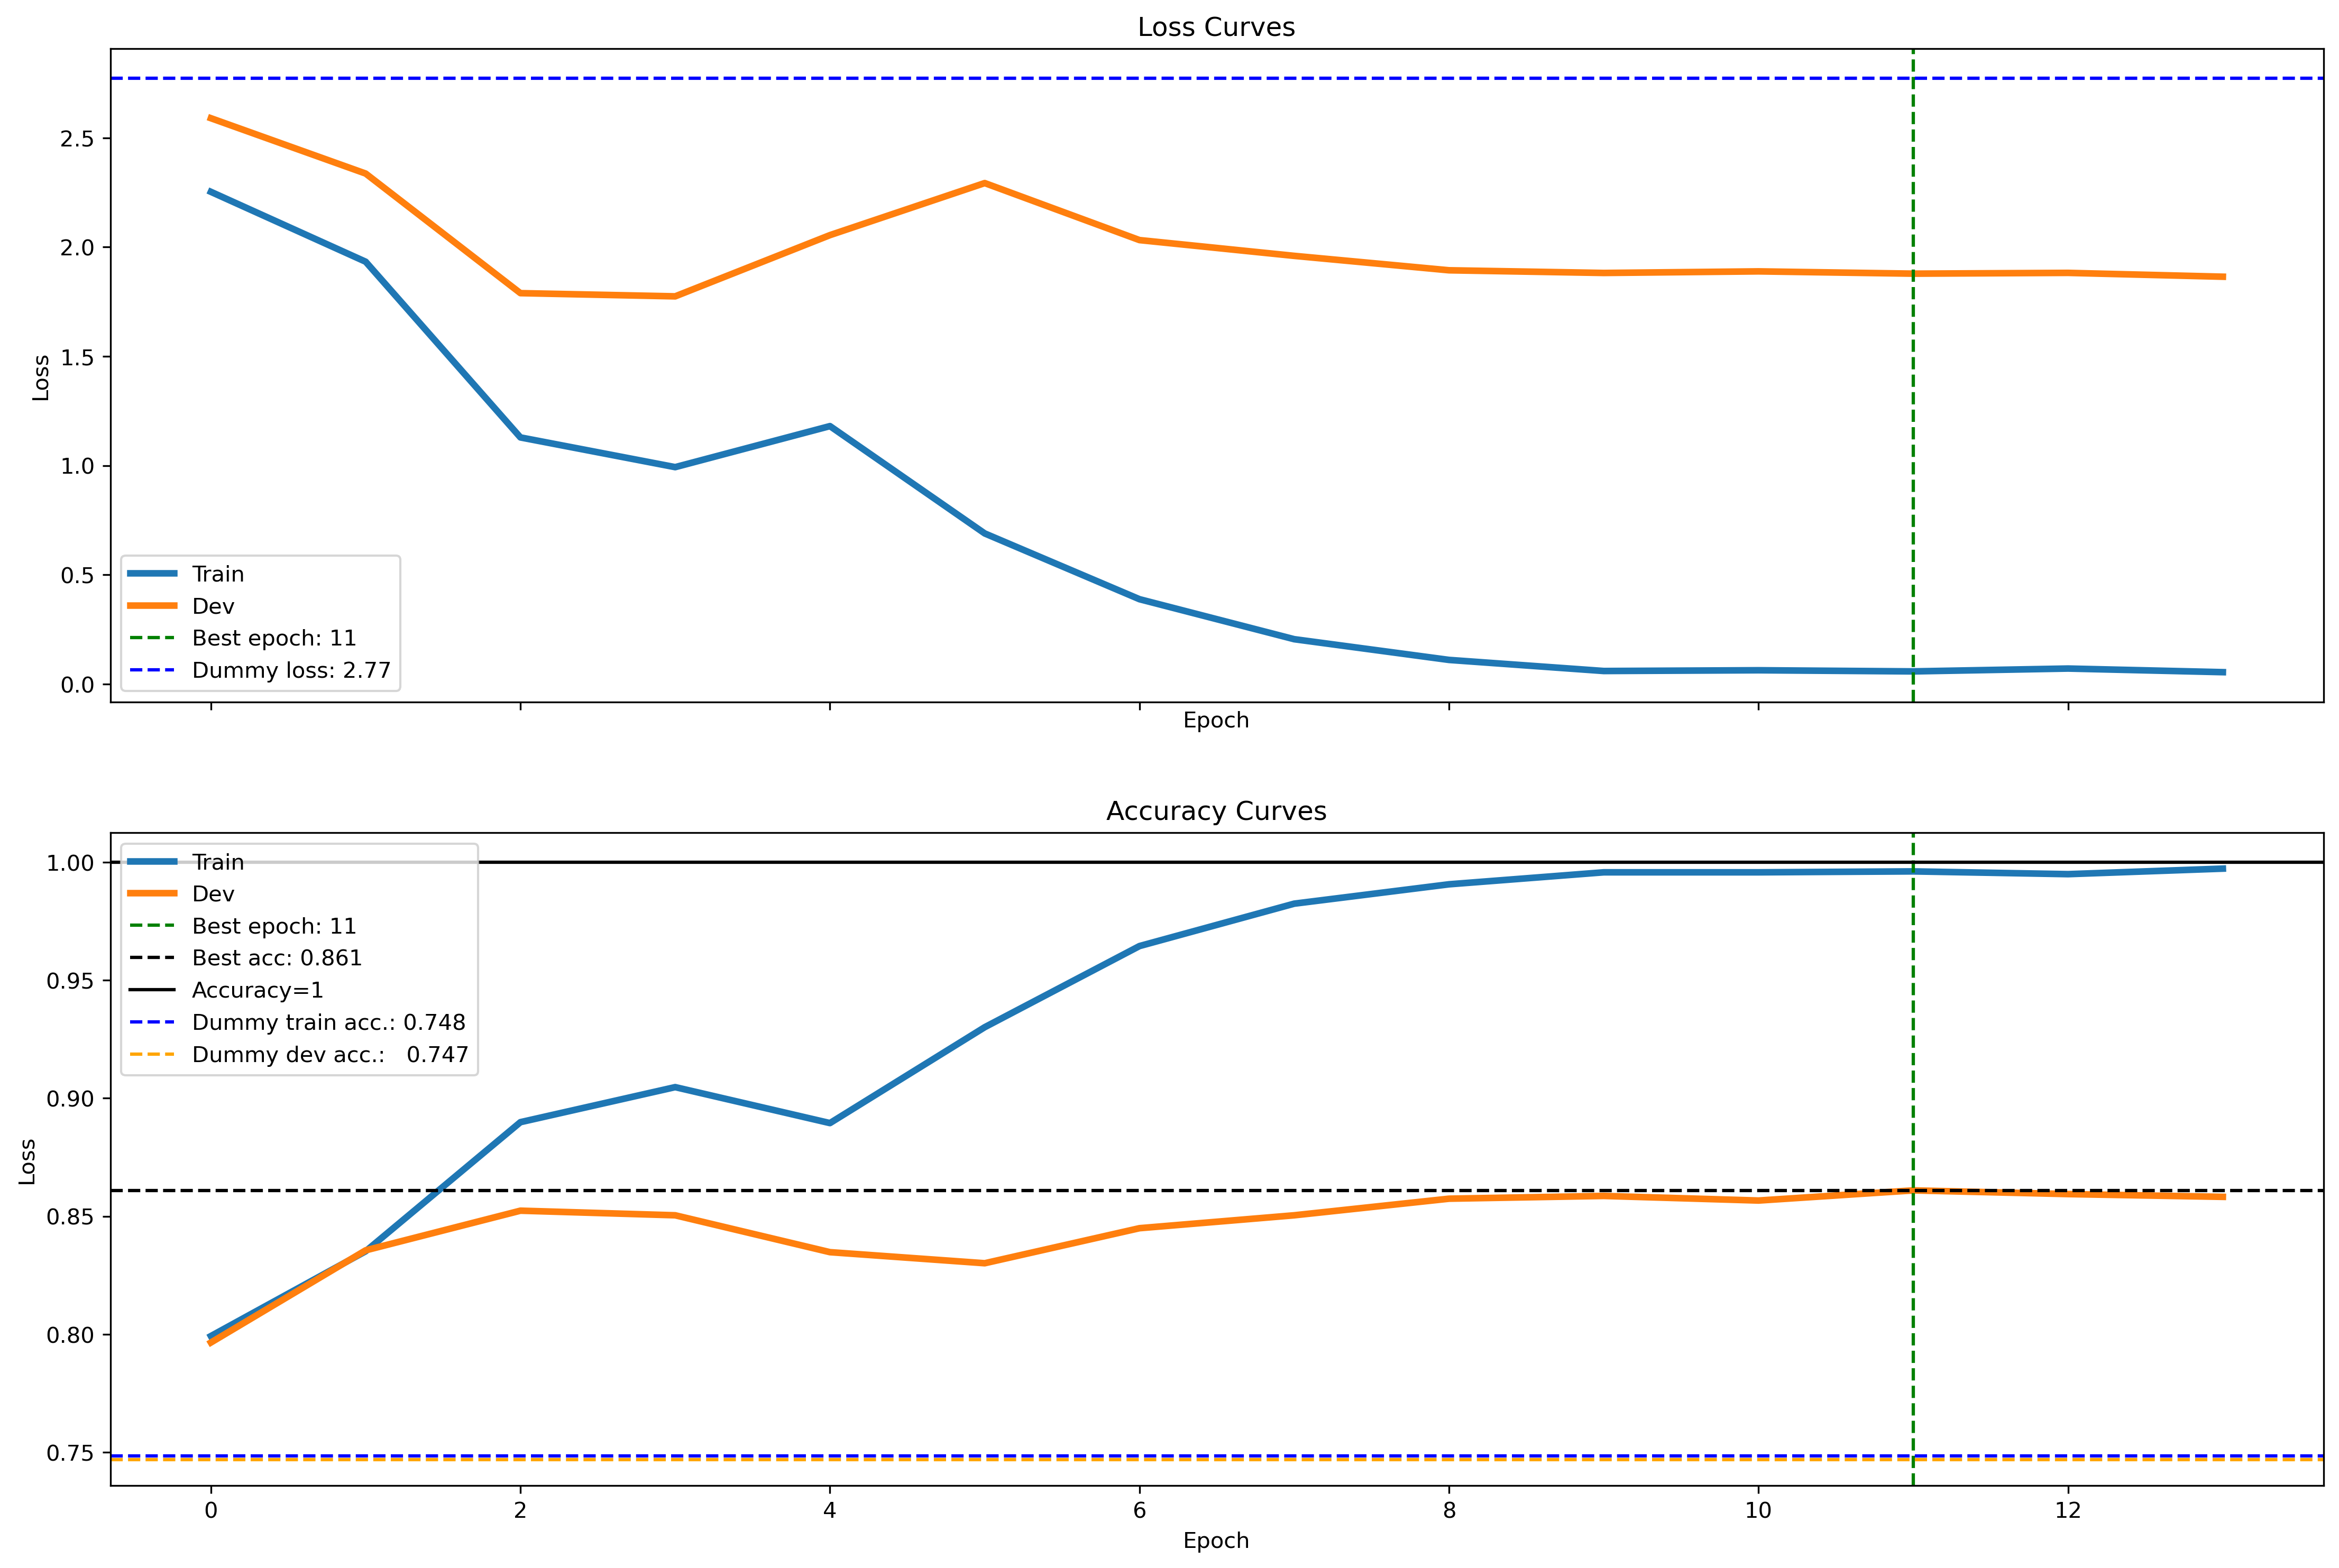 Loss Curves
2.5
2.0
1.5
1.0
0.5
0.0
Loss
Train
Dev
Best epoch: 11
Dummy loss: 2.77
Epoch
Accuracy Curves
1.00
0.95
0.90
0.85
0.80
0.75
Loss
Train
Dev
Best epoch: 11
Best acc: 0.861
Accuracy=1
Dummy train acc.: 0.748
Dummy dev acc.: 0.747
0 2 4 6 8 10 12
Epoch